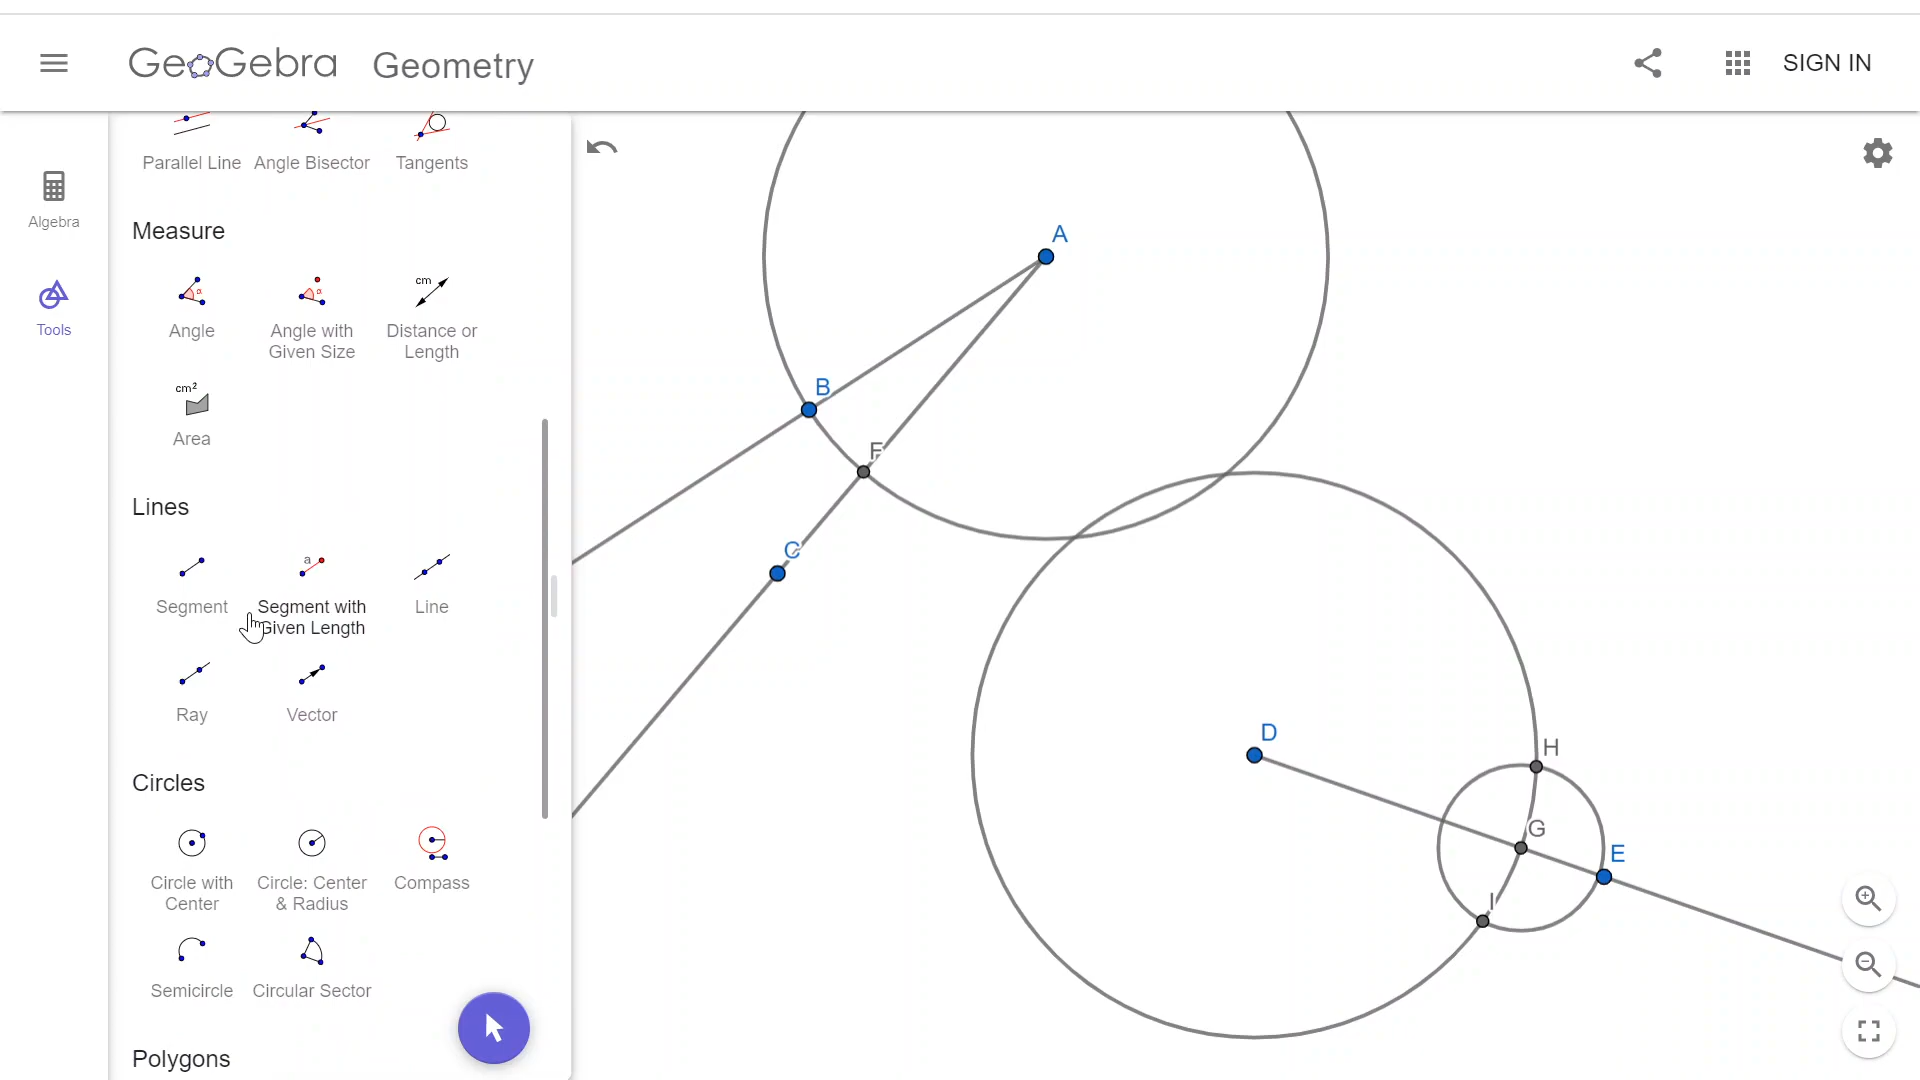 GeoGebra Geometry
SIGN IN
Algebra
Tools
Parallel Line Angle Bisector Tangents
Measure
α α cm
Angle Angle with Distance or
Given Size Length
cm²
Area
Lines
a
Segment Segment with Line
Given Length
Ray Vector
Circles
Circle with Circle: Center Compass
Center & Radius
Semicircle Circular Sector
Polygons
A
B
F
C
D
H
G
E
I